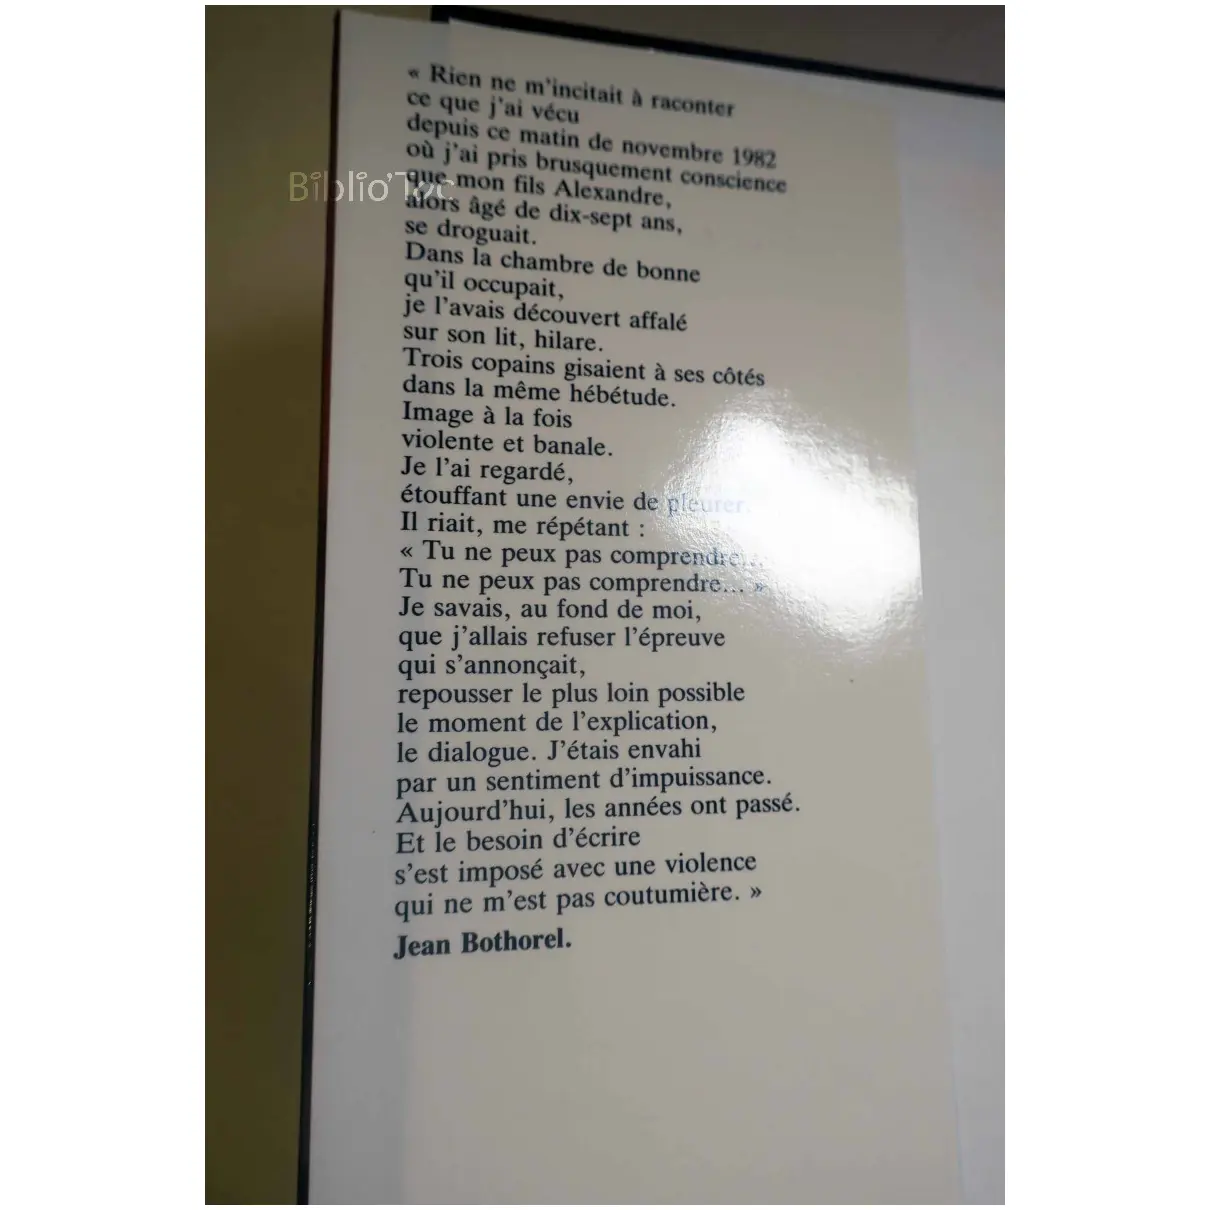 « Rien ne m'incitait à raconter
ce que j'ai vécu
depuis ce matin de novembre 1982
où j'ai pris brusquement conscience
que mon fils Alexandre,
alors âgé de dix-sept ans,
se droguait.
Dans la chambre de bonne
qu'il occupait,
je l'avais découvert affalé
sur son lit, hilare.
Trois copains gisaient à ses côtés
dans la même hébétude.
Image à la fois
violente et banale.
Je l'ai regardé,
étouffant une envie de pleurer.
Il riait, me répétant :
« Tu ne peux pas comprendre...
Tu ne peux pas comprendre... »
Je savais, au fond de moi,
que j'allais refuser l'épreuve
qui s'annonçait,
repousser le plus loin possible
le moment de l'explication,
le dialogue. J'étais envahi
par un sentiment d'impuissance.
Aujourd'hui, les années ont passé.
Et le besoin d'écrire
s'est imposé avec une violence
qui ne m'est pas coutumière. »
Jean Bothorel.
Biblio'Toc